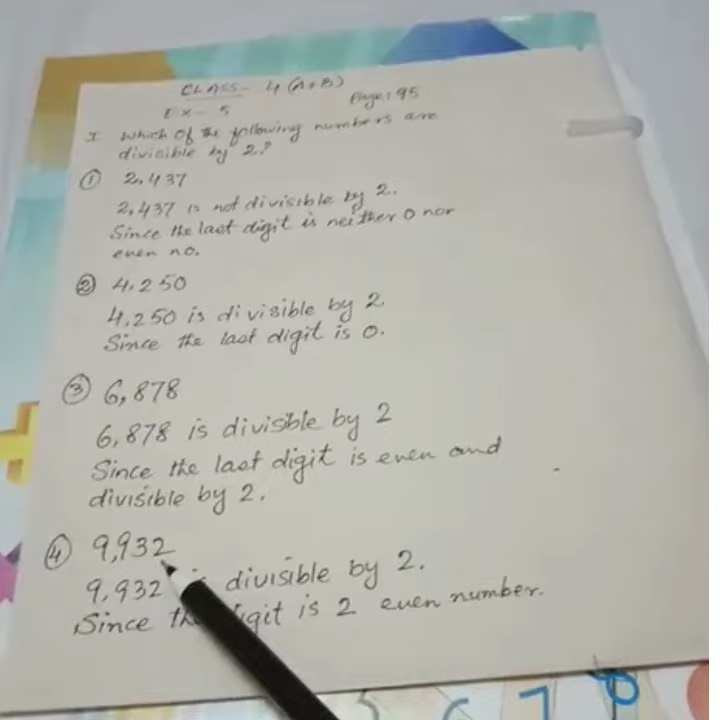 CLASS- 4 (A+B)
Ex- 5 Page: 95
I Which of the following numbers are
divisible by 2?
① 2,437
2,437 is not divisible by 2.
Since the last digit is neither 0 nor
even no.
② 4,250
4,250 is divisible by 2
Since the last digit is 0.
③ 6,878
6,878 is divisible by 2
Since the last digit is even and
divisible by 2.
④ 9,932
9,932 divisible by 2.
Since digit is 2 even number.
6 7 8